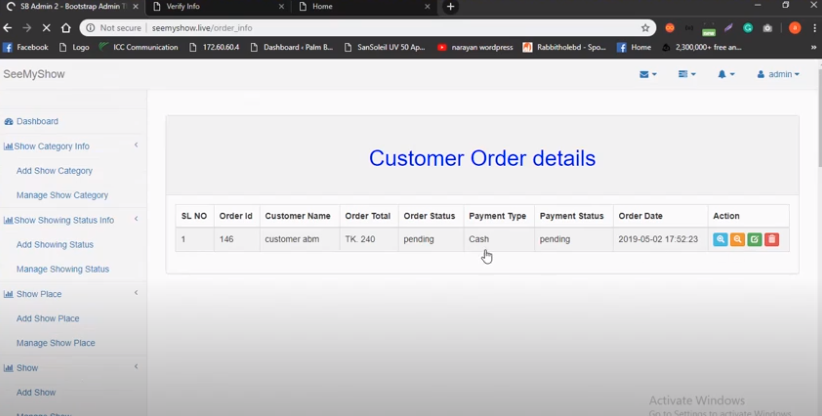 SB Admin 2 - Bootstrap Admin
Verify Info
Home
Not secure | seemyshow.live/order_info
Facebook
Logo
ICC Communication
172.60.60.4
Dashboard ‹ Palm B...
SanSoleil UV 50 Ap...
narayan wordpress
Rabbitholebd - Spo...
Home
2,300,000+ free an...
SeeMyShow
admin
Dashboard
Show Category Info
Add Show Category
Manage Show Category
Show Showing Status Info
Add Showing Status
Manage Showing Status
Show Place
Add Show Place
Manage Show Place
Show
Add Show
Customer Order details
SL NO Order Id Customer Name Order Total Order Status Payment Type Payment Status Order Date Action
1 146 customer abm TK. 240 pending Cash pending 2019-05-02 17:52:23
Activate Windows
Go to Settings to activate Windows.